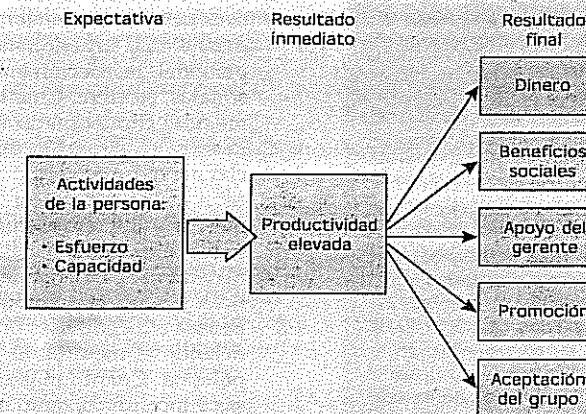 Expectativa
Resultado
inmediato
Resultado
final
Actividades
de la persona:
• Esfuerzo
• Capacidad
Productividad
elevada
Dinero
Beneficios
sociales
Apoyo del
gerente
Promoción
Aceptación
del grupo